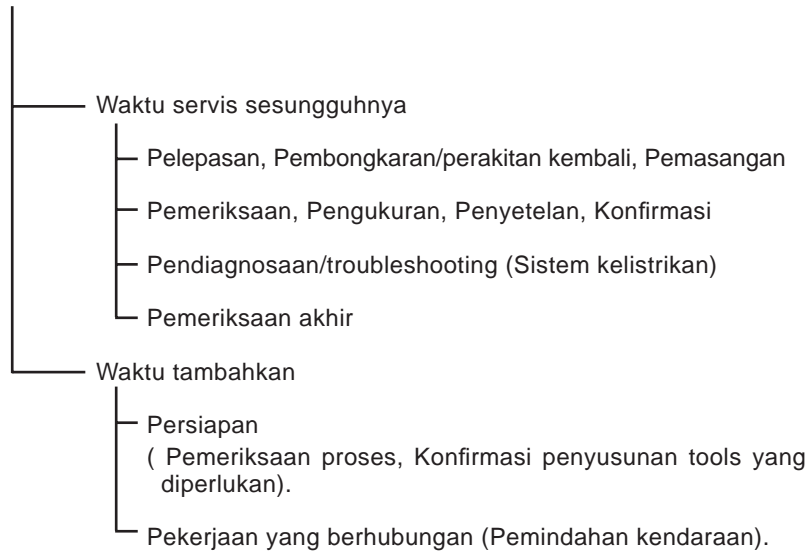 Waktu servis sesungguhnya
Pelepasan, Pembongkaran/perakitan kembali, Pemasangan
Pemeriksaan, Pengukuran, Penyetelan, Konfirmasi
Pendiagnosaan/troubleshooting (Sistem kelistrikan)
Pemeriksaan akhir
Waktu tambahkan
Persiapan
( Pemeriksaan proses, Konfirmasi penyusunan tools yang
diperlukan).
Pekerjaan yang berhubungan (Pemindahan kendaraan).